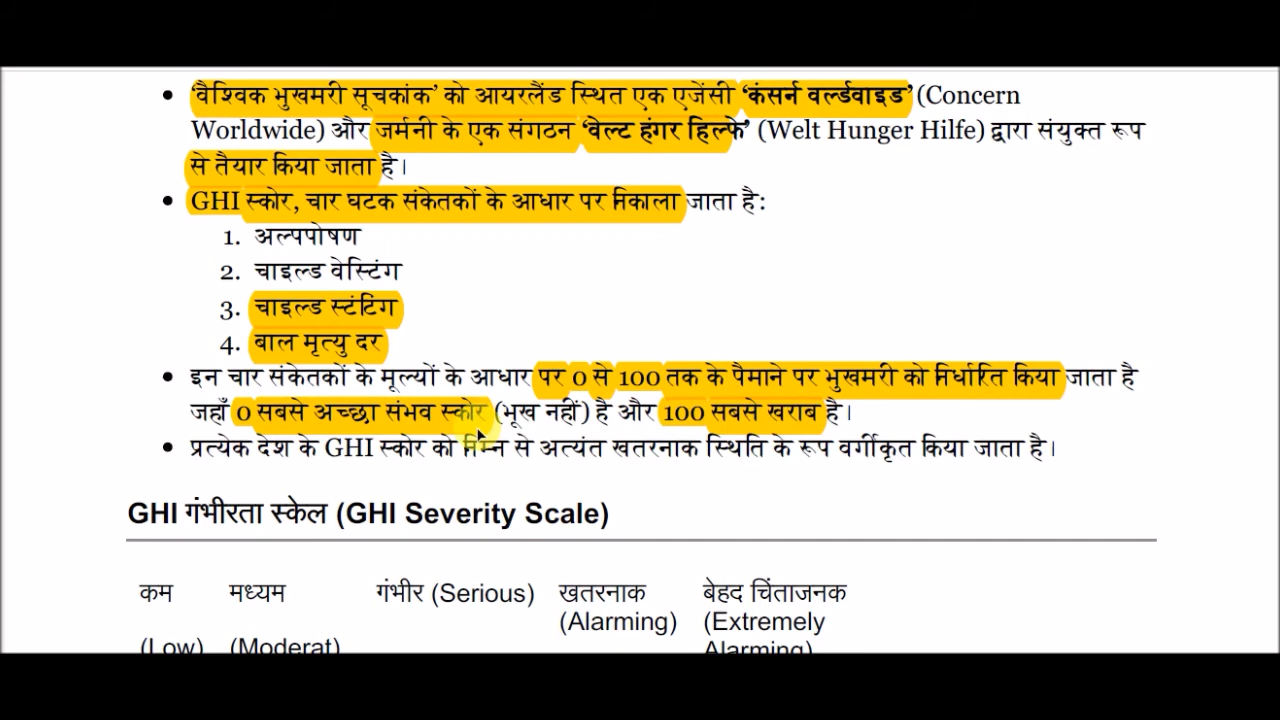 • ‘वैश्विक भुखमरी सूचकांक’ को आयरलैंड स्थित एक एजेंसी ‘कंसर्न वर्ल्डवाइड’ (Concern
Worldwide) और जर्मनी के एक संगठन ‘वेल्ट हंगर हिल्फे’ (Welt Hunger Hilfe) द्वारा संयुक्त रूप
से तैयार किया जाता है।
• GHI स्कोर, चार घटक संकेतकों के आधार पर निकाला जाता है:
1. अल्पपोषण
2. चाइल्ड वेस्टिंग
3. चाइल्ड स्टंटिंग
4. बाल मृत्यु दर
• इन चार संकेतकों के मूल्यों के आधार पर 0 से 100 तक के पैमाने पर भुखमरी को निर्धारित किया जाता है
जहाँ 0 सबसे अच्छा संभव स्कोर (भूख नहीं) है और 100 सबसे खराब है।
• प्रत्येक देश के GHI स्कोर को निम्न से अत्यंत खतरनाक स्थिति के रूप वर्गीकृत किया जाता है।
GHI गंभीरता स्केल (GHI Severity Scale)
कम मध्यम गंभीर (Serious) खतरनाक बेहद चिंताजनक
(Alarming) (Extremely
(Low) (Moderat) Alarming)